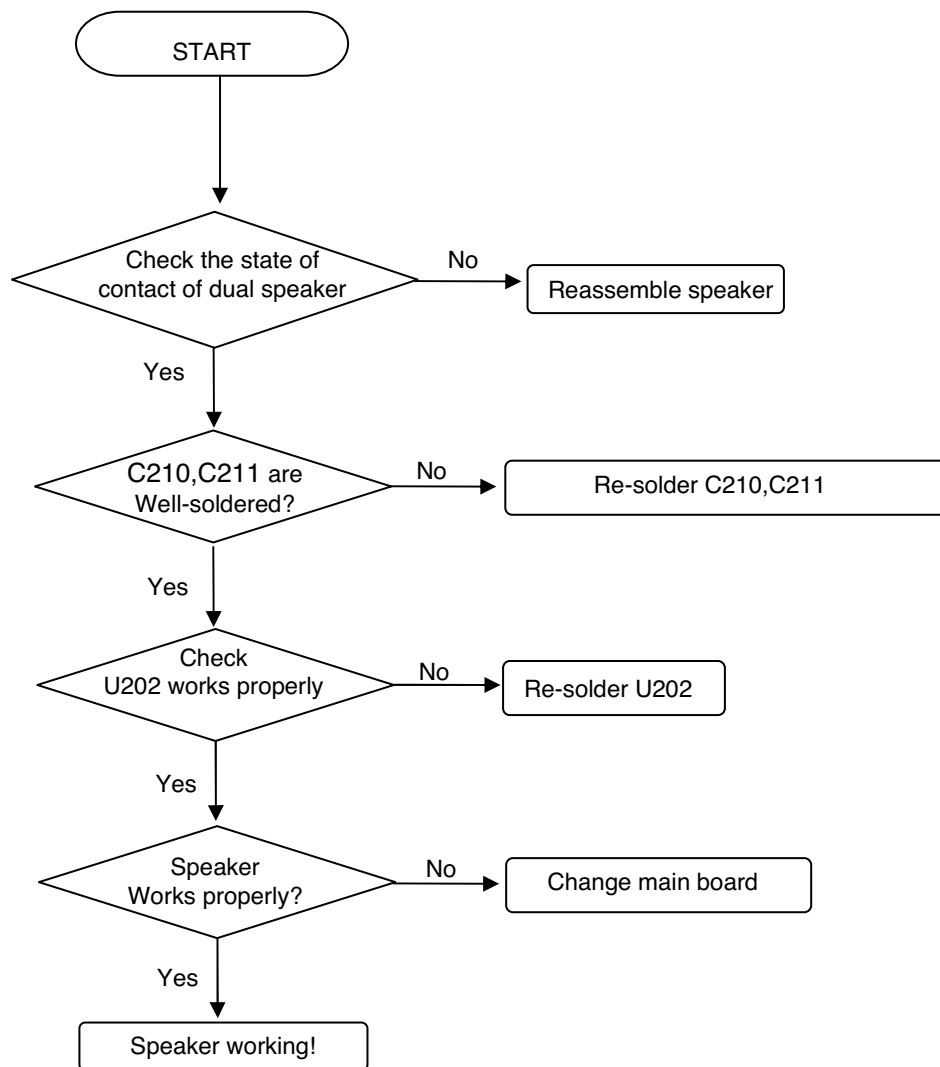 START
Check the state of
contact of dual speaker
No
Reassemble speaker
Yes
C210,C211 are
Well-soldered?
No
Re-solder C210,C211
Yes
Check
U202 works properly
No
Re-solder U202
Yes
Speaker
Works properly?
No
Change main board
Yes
Speaker working!